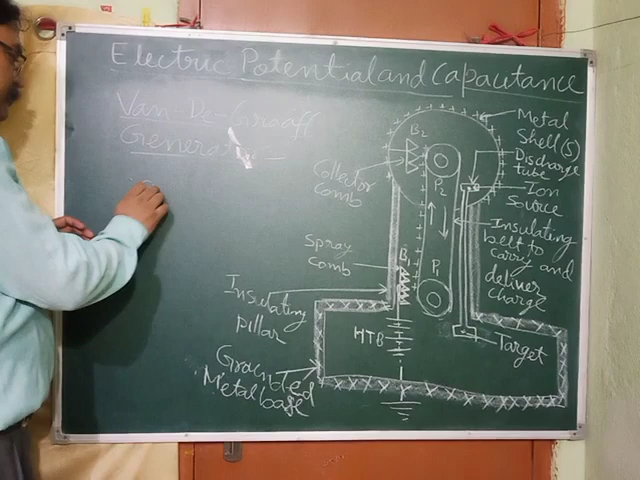 Electric Potential and Capacitance
Van-De-Graaff
Generator
Metal
Shell(S)
Discharge
tube
Ion
Source
Insulating
belt to
carry and
deliver
charge
Target
B2
Collector
Comb
P2
Spray
Comb
B1
P1
Insulating
pillar
HTB
Grounded
Metal base